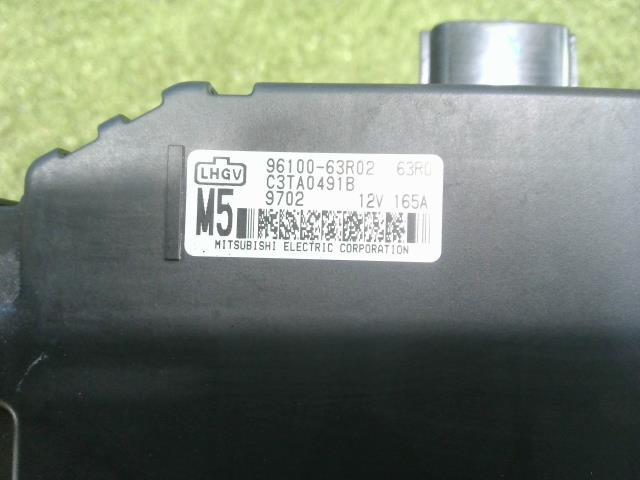 LHGV
96100-63R02 63R0
C3TA0491B
9702 12V 165A
M5
MITSUBISHI ELECTRIC CORPORATION